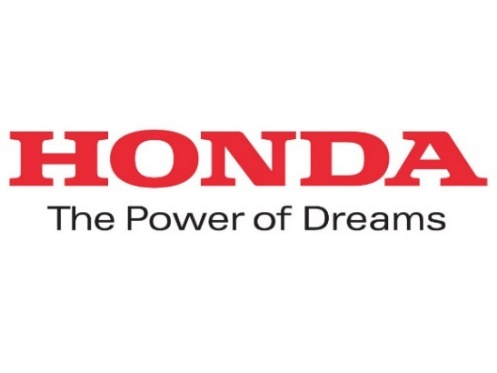 HONDA
The Power of Dreams